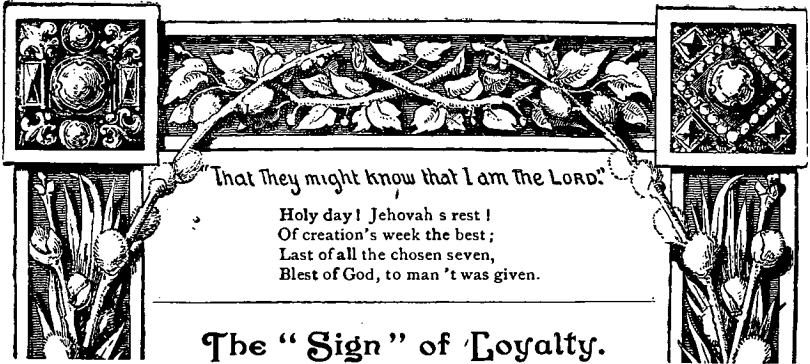 "That They might know that I am The LORD."
Holy day! Jehovah s rest!
Of creation's week the best;
Last of all the chosen seven,
Blest of God, to man 't was given.
The "Sign" of Loyalty.